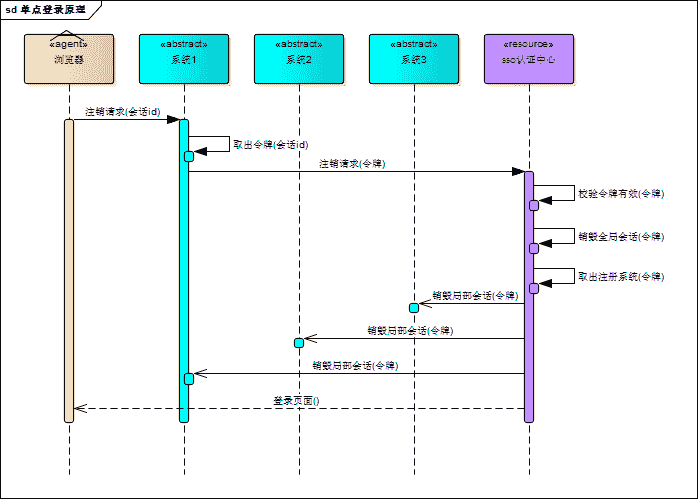 sd 单点登录原理
«agent»
浏览器
«abstract»
系统1
«abstract»
系统2
«abstract»
系统3
«resource»
sso认证中心
注销请求(会话id)
取出令牌(会话id)
注销请求(令牌)
校验令牌有效(令牌)
销毁全局会话(令牌)
取出注册系统(令牌)
销毁局部会话(令牌)
销毁局部会话(令牌)
销毁局部会话(令牌)
登录页面()